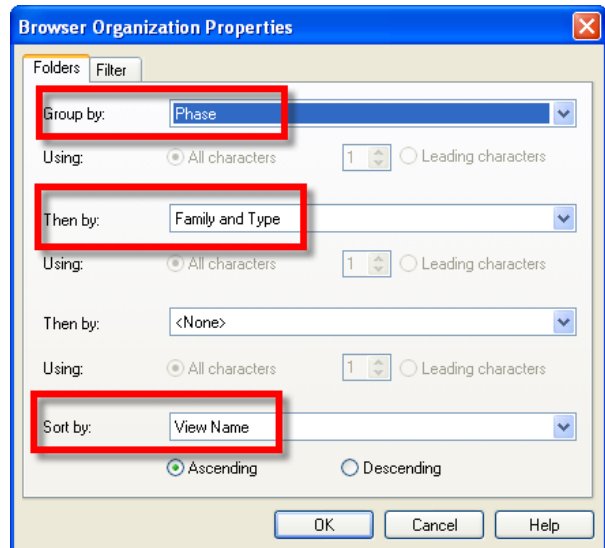 Browser Organization Properties
Folders Filter
Group by: Phase
Using: All characters 1 Leading characters
Then by: Family and Type
Using: All characters 1 Leading characters
Then by: <None>
Using: All characters 1 Leading characters
Sort by: View Name
Ascending Descending
OK Cancel Help